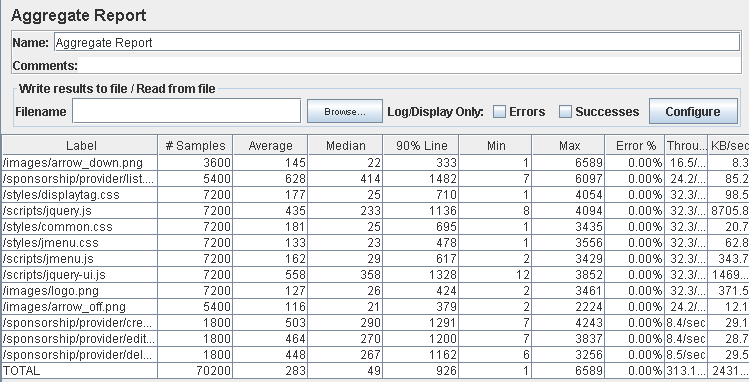 Aggregate Report
Name: Aggregate Report
Comments:
Write results to file / Read from file
Filename Browse... Log/Display Only: Errors Successes Configure
Label # Samples Average Median 90% Line Min Max Error % Throu... KB/sec
/images/arrow_down.png 3600 145 22 333 1 6589 0.00% 16.5/... 8.3
/sponsorship/provider/list.... 5400 628 414 1482 7 6097 0.00% 24.2/... 85.2
/styles/displaytag.css 7200 177 25 710 1 4054 0.00% 32.3/... 98.5
/scripts/jquery.js 7200 435 233 1136 8 4094 0.00% 32.3/... 8705.8
/styles/common.css 7200 181 25 695 1 3435 0.00% 32.3/... 20.7
/styles/jmenu.css 7200 133 23 478 1 3556 0.00% 32.3/... 62.8
/scripts/jmenu.js 7200 162 29 617 2 3429 0.00% 32.3/... 343.7
/scripts/jquery-ui.js 7200 558 358 1328 12 3852 0.00% 32.3/... 1469...
/images/logo.png 7200 127 26 424 2 3461 0.00% 32.3/... 371.5
/images/arrow_off.png 5400 116 21 379 2 2224 0.00% 24.2/... 12.1
/sponsorship/provider/cre... 1800 503 290 1291 7 4243 0.00% 8.4/sec 29.1
/sponsorship/provider/edit... 1800 464 270 1200 7 3837 0.00% 8.4/sec 28.7
/sponsorship/provider/del... 1800 448 267 1162 6 3256 0.00% 8.5/sec 29.5
TOTAL 70200 283 49 926 1 6589 0.00% 313.1... 2431...